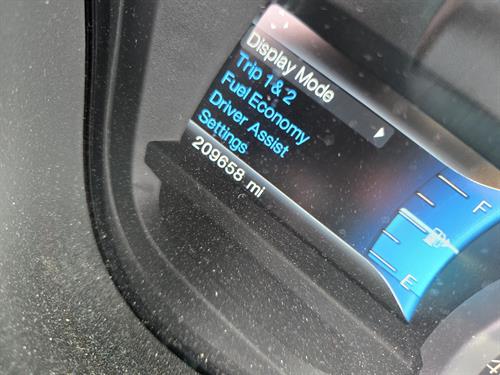 Display Mode
Trip 1 & 2
Fuel Economy
Driver Assist
Settings
209658 mi
F
E